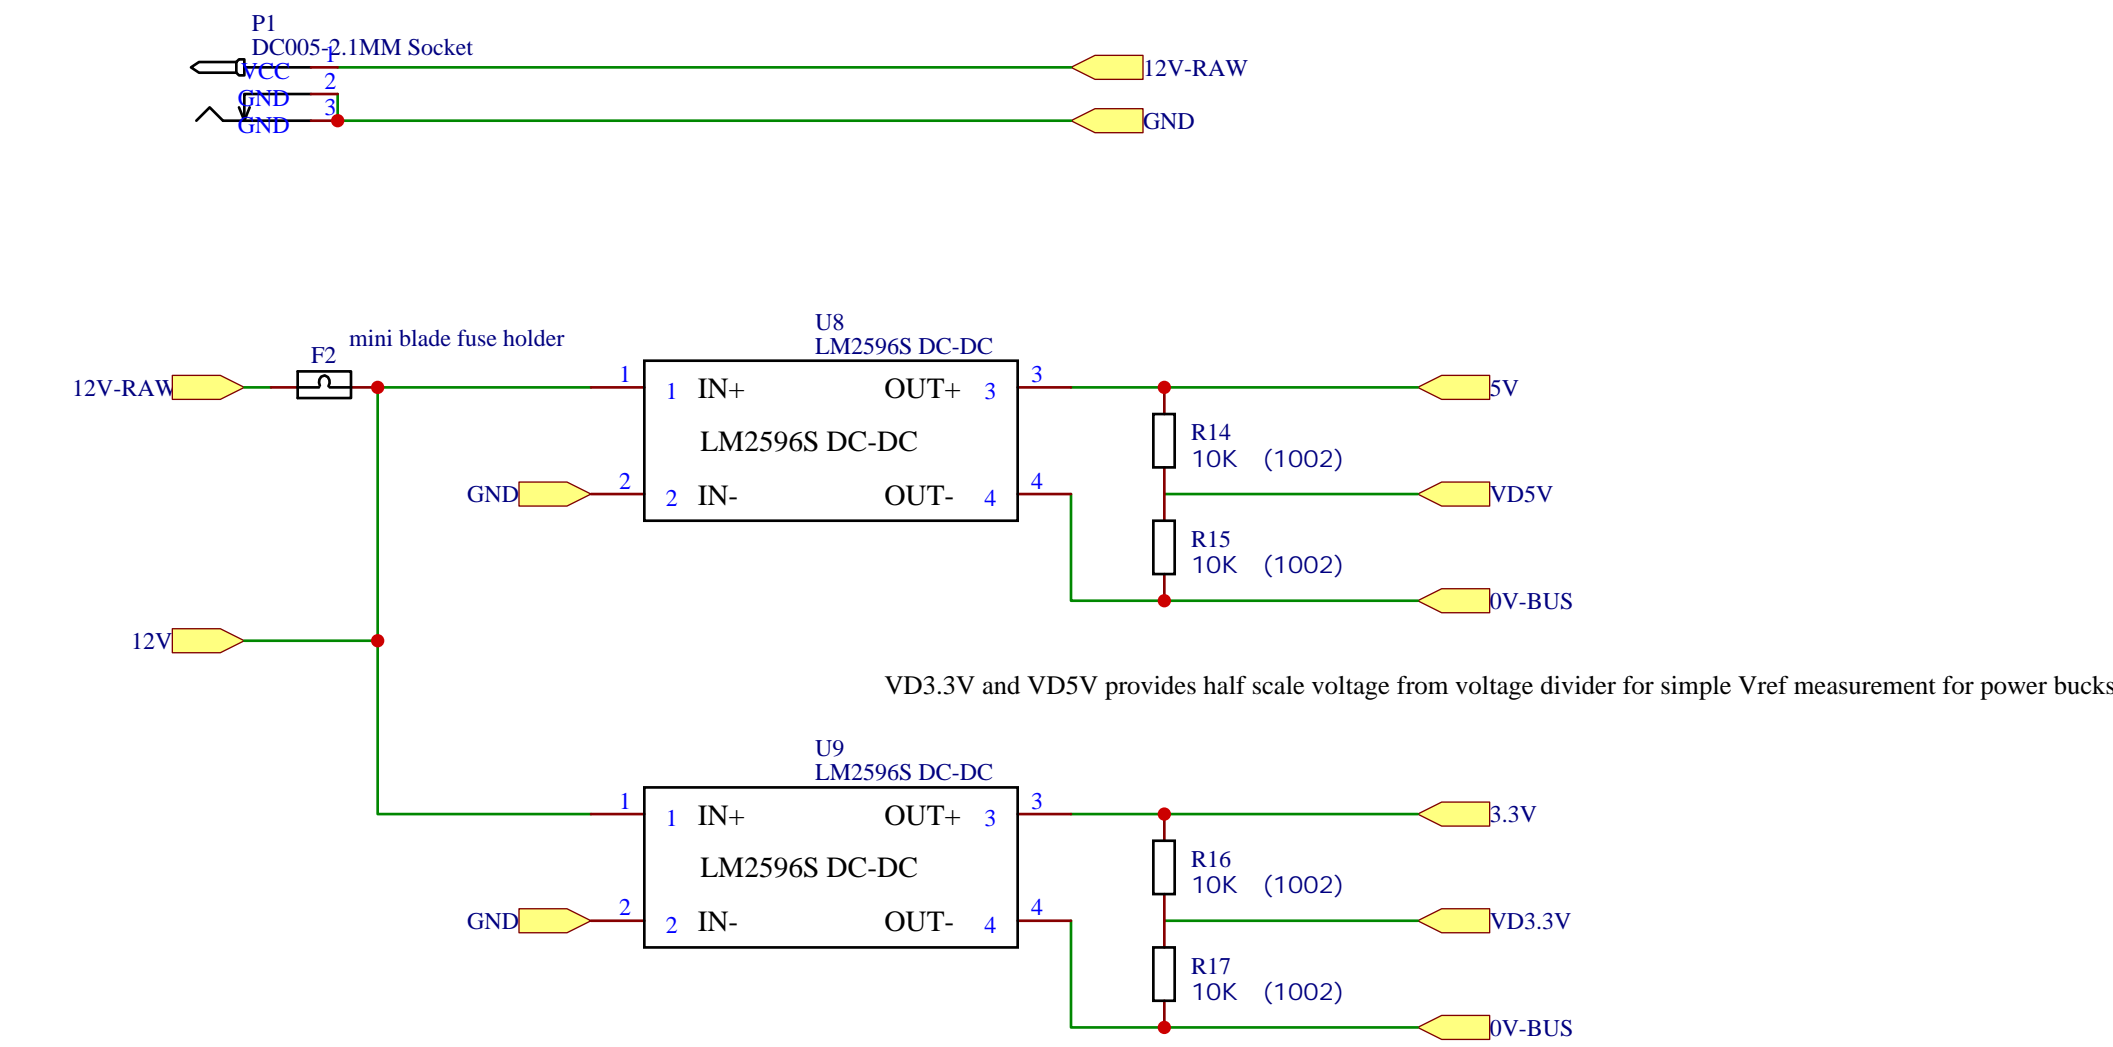 P1
DC005-2.1MM Socket
1
VCC
12V-RAW
2
GND
3
GND
GND
U8
LM2596S DC-DC
mini blade fuse holder
F2
12V-RAW
1
1 IN+ OUT+ 3
3
5V
LM2596S DC-DC
R14
10K (1002)
GND
2
2 IN- OUT- 4
4
VD5V
R15
10K (1002)
0V-BUS
12V
VD3.3V and VD5V provides half scale voltage from voltage divider for simple Vref measurement for power bucks
U9
LM2596S DC-DC
1
1 IN+ OUT+ 3
3
3.3V
LM2596S DC-DC
R16
10K (1002)
GND
2
2 IN- OUT- 4
4
VD3.3V
R17
10K (1002)
0V-BUS